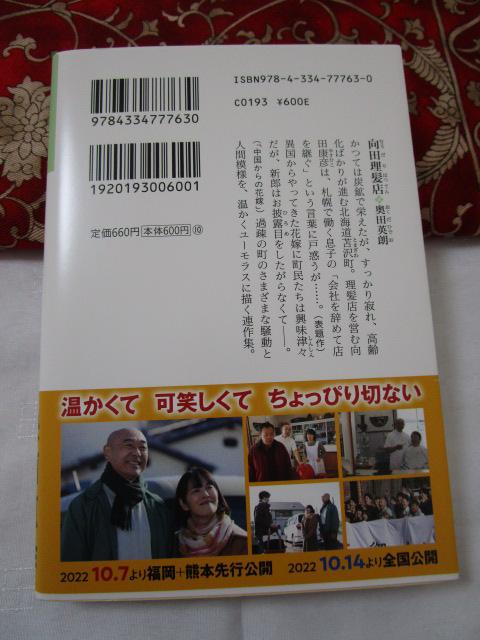 ISBN978-4-334-77763-0
C0193 ¥600E
9784334777630
1920193006001
定価660円 本体600円 ⑩
向田理髪店 ◆ 奥田英朗
かつては炭鉱で栄えたが、すっかり寂れ、高齢
化ばかりが進む北海道苫沢町。理髪店を営む向
田康彦は、札幌で働く息子の「会社を辞めて店
を継ぐ」という言葉に戸惑うが……。（表題作）
異国からやってきた花嫁に町民たちは興味津々
だが、新郎はお披露目をしたがらなくて――。
（「中国からの花嫁」）過疎の町のさまざまな騒動と
人間模様を、温かくユーモラスに描く連作集。
温かくて 可笑しくて ちょっぴり切ない
2022 10.7より福岡+熊本先行公開 2022 10.14より全国公開